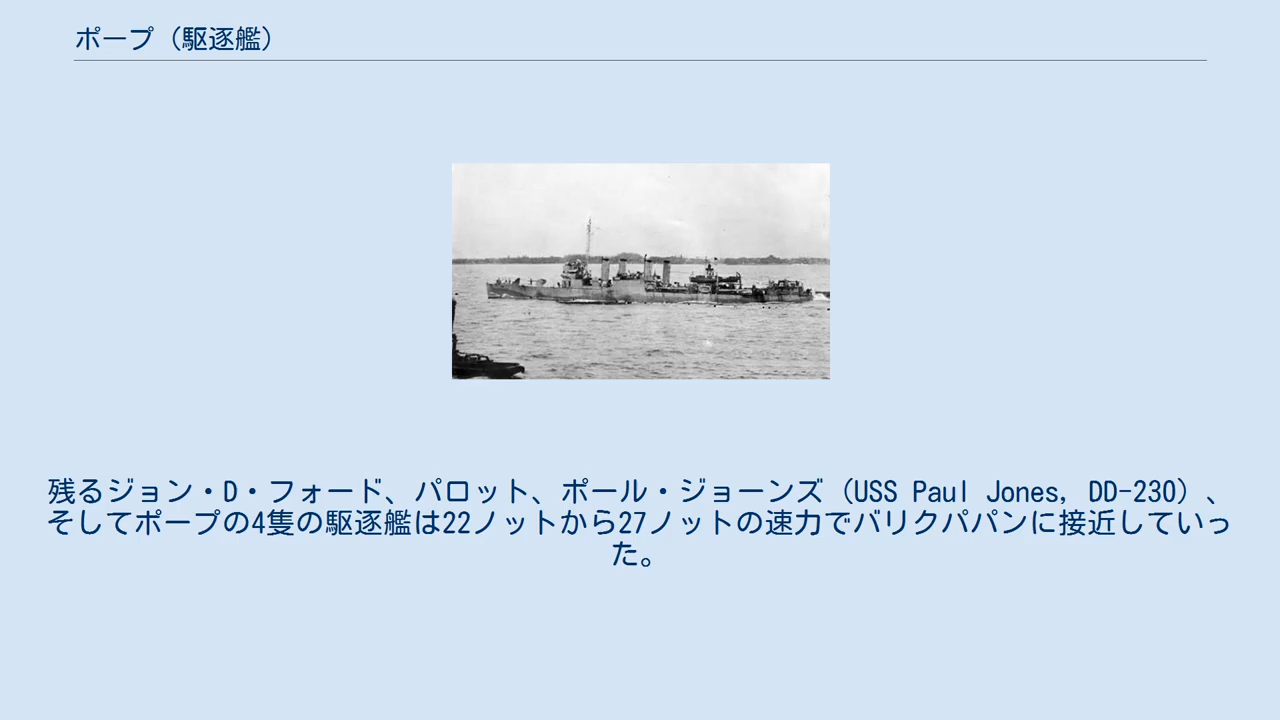 ポープ（駆逐艦）
残るジョン・D・フォード、パロット、ポール・ジョーンズ（USS Paul Jones, DD-230）、
そしてポープの4隻の駆逐艦は22ノットから27ノットの速力でバリクパパンに接近していっ
た。